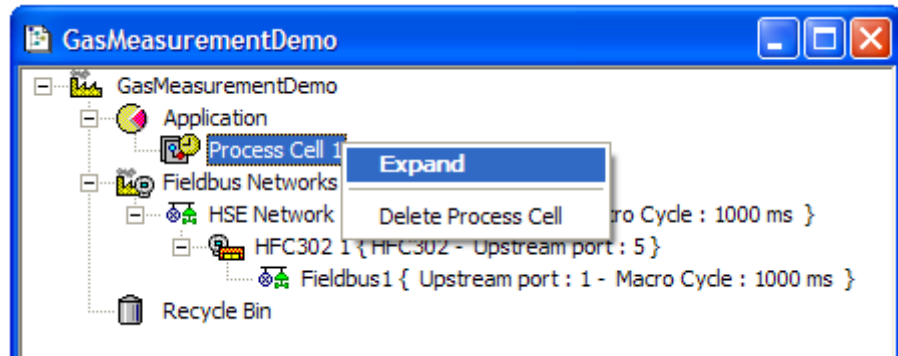 GasMeasurementDemo
GasMeasurementDemo
Application
Process Cell 1
Expand
Fieldbus Networks
Delete Process Cell
HSE Network tro Cycle : 1000 ms }
HFC302 1 { HFC302 - Upstream port : 5 }
Fieldbus1 { Upstream port : 1 - Macro Cycle : 1000 ms }
Recycle Bin